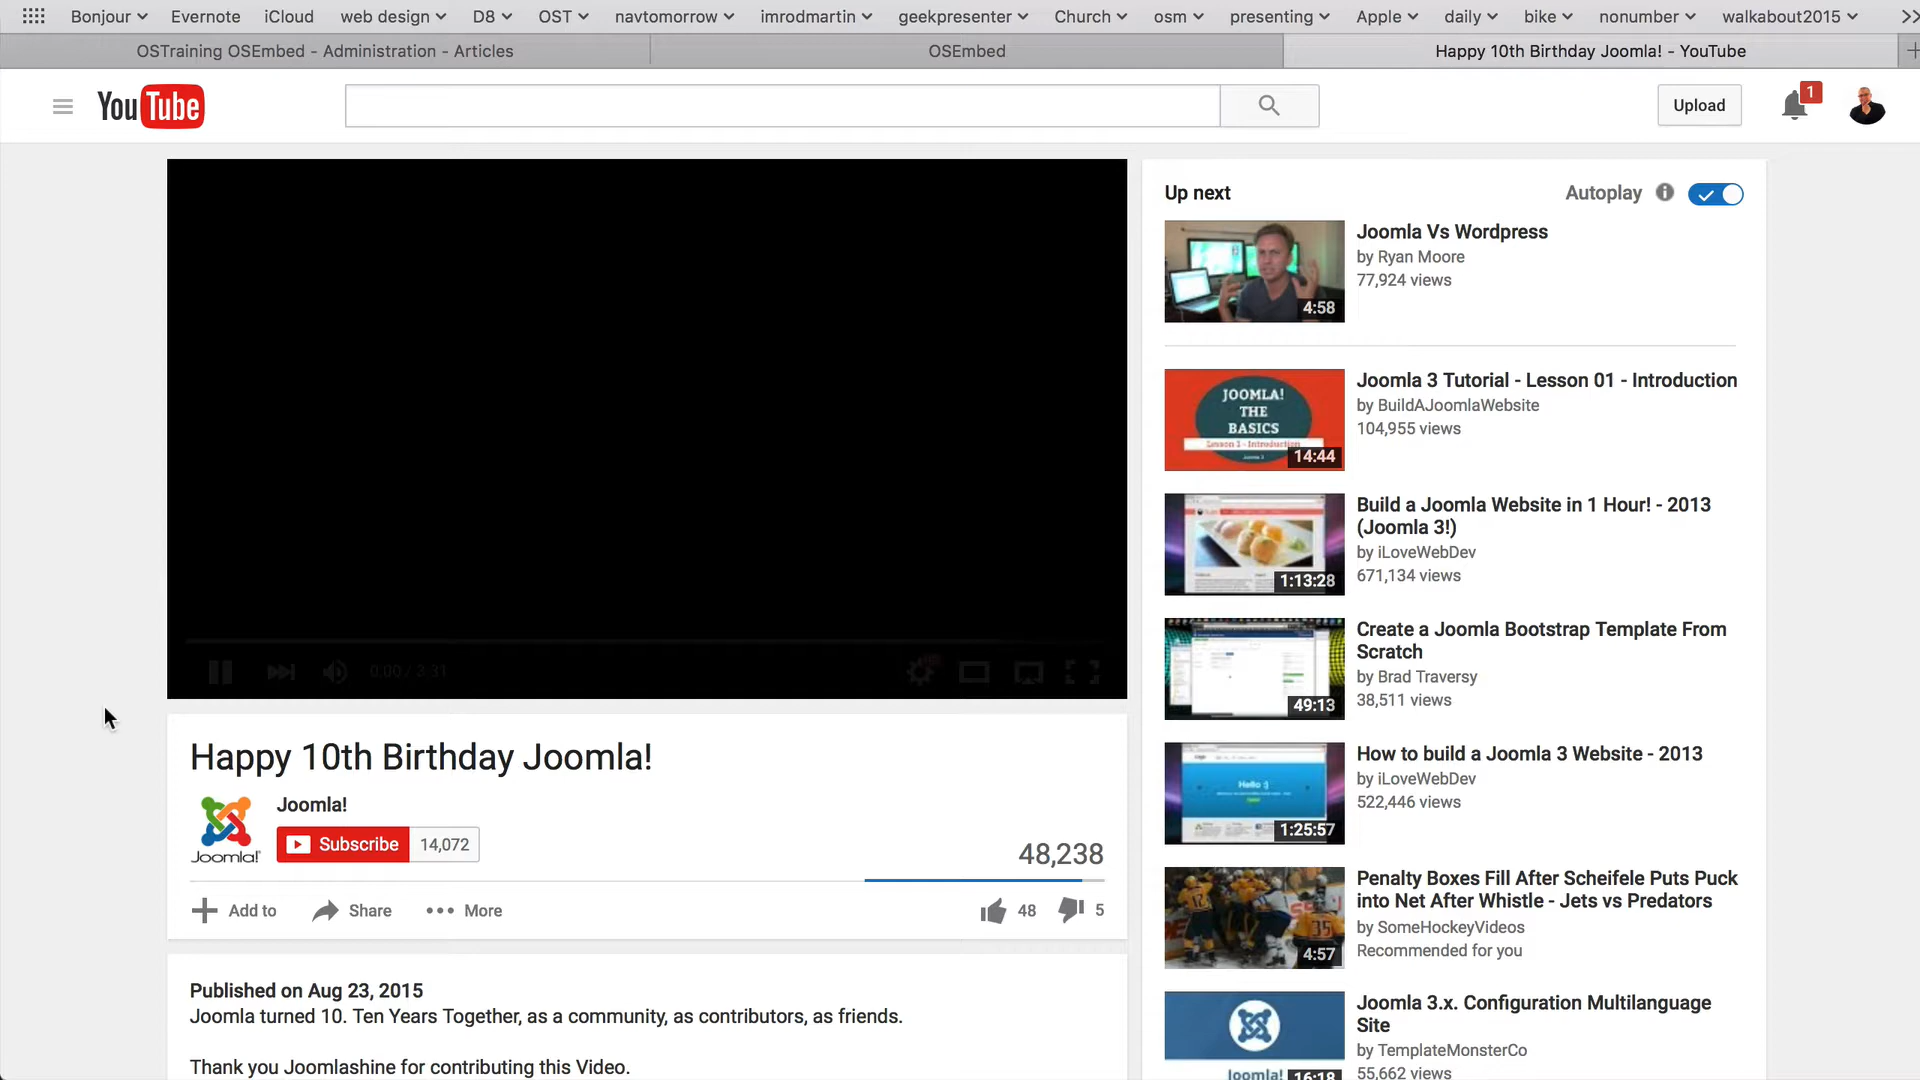 Bonjour Evernote iCloud web design D8 OST navtomorrow imrodmartin geekpresenter Church osm presenting Apple daily bike nonumber walkabout2015
OSTraining OSEmbed - Administration - Articles
OSEmbed
Happy 10th Birthday Joomla! - YouTube
YouTube
Upload
1
0:00 / 2:31
Happy 10th Birthday Joomla!
Joomla!
Joomla!
Subscribe 14,072
48,238
Add to Share More
48 5
Published on Aug 23, 2015
Joomla turned 10. Ten Years Together, as a community, as contributors, as friends.
Thank you Joomlashine for contributing this Video.
Up next
Autoplay
Joomla Vs Wordpress
by Ryan Moore
77,924 views
4:58
JOOMLA!
THE
BASICS
Lesson 1 - Introduction
14:44
Joomla 3 Tutorial - Lesson 01 - Introduction
by BuildAJoomlaWebsite
104,955 views
Build a Joomla Website in 1 Hour! - 2013
(Joomla 3!)
by iLoveWebDev
671,134 views
1:13:28
Create a Joomla Bootstrap Template From
Scratch
by Brad Traversy
38,511 views
49:13
Hello :)
1:25:57
How to build a Joomla 3 Website - 2013
by iLoveWebDev
522,446 views
Penalty Boxes Fill After Scheifele Puts Puck
into Net After Whistle - Jets vs Predators
by SomeHockeyVideos
Recommended for you
12
35
4:57
Joomla 3.x. Configuration Multilanguage
Site
by TemplateMonsterCo
55,662 views
Joomla!
16:18